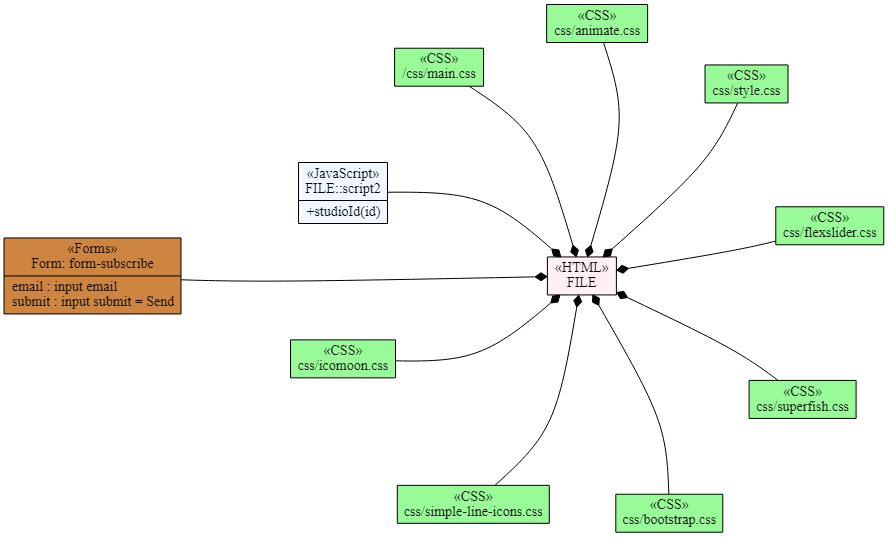 «CSS»
css/animate.css
«CSS»
/css/main.css
«CSS»
css/style.css
«JavaScript»
FILE::script2
+studioId(id)
«CSS»
css/flexslider.css
«Forms»
Form: form-subscribe
email : input email
submit : input submit = Send
«HTML»
FILE
«CSS»
css/icomoon.css
«CSS»
css/superfish.css
«CSS»
css/simple-line-icons.css
«CSS»
css/bootstrap.css